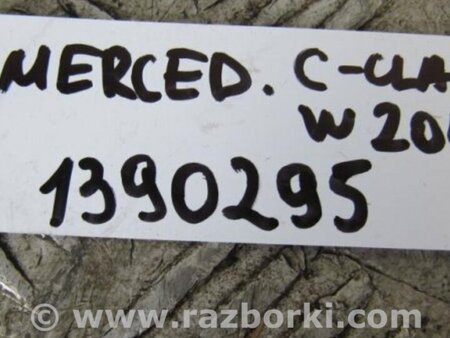 MERCED. C-CLA
W20
1390295
© www.razborki.com